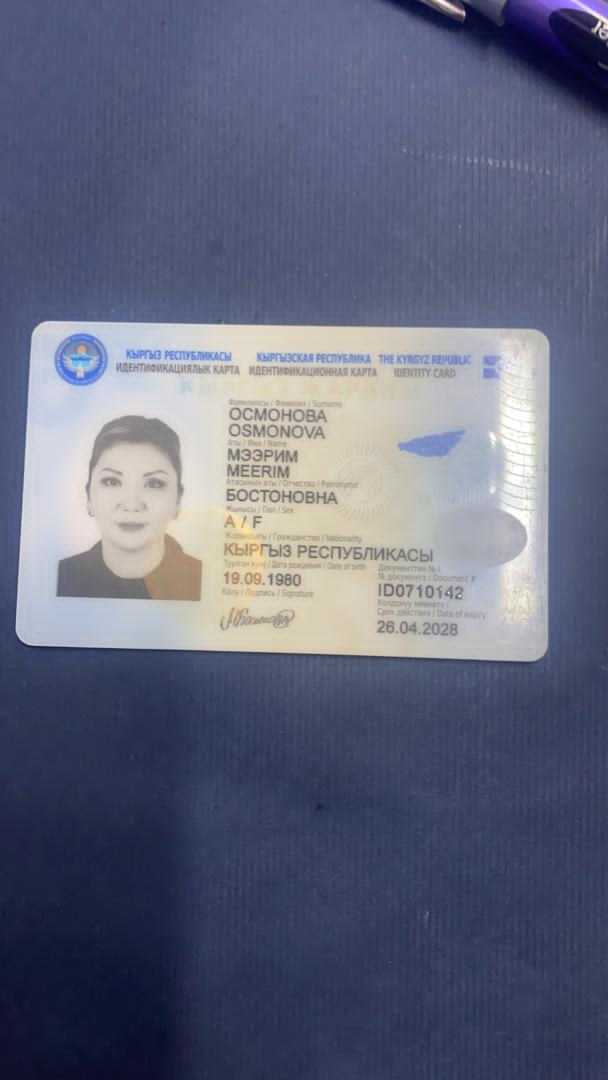 КЫРГЫЗ РЕСПУБЛИКАСЫ КЫРГЫЗСКАЯ РЕСПУБЛИКА THE KYRGYZ REPUBLIC
ИДЕНТИФИКАЦИЯЛЫК КАРТА ИДЕНТИФИКАЦИОННАЯ КАРТА IDENTITY CARD
КЫРГЫЗ ЖАРАНЫ
Фамилиясы / Фамилия / Surname
ОСМОНОВА
OSMONOVA
Аты / Имя / Name
МЭЭРИМ
MEERIM
Атасынын аты / Отчество / Patronymic
БОСТОНОВНА
Жынысы / Пол / Sex
А / F
Жарандыгы / Гражданство / Nationality
КЫРГЫЗ РЕСПУБЛИКАСЫ
Туулган күнү / Дата рождения / Date of birth
19.09.1980
Колу / Подпись / Signature
Документтин № /
№ документа / Document #
ID0710142
Колдонуу мөөнөтү /
Срок действия / Date of expiry
26.04.2028